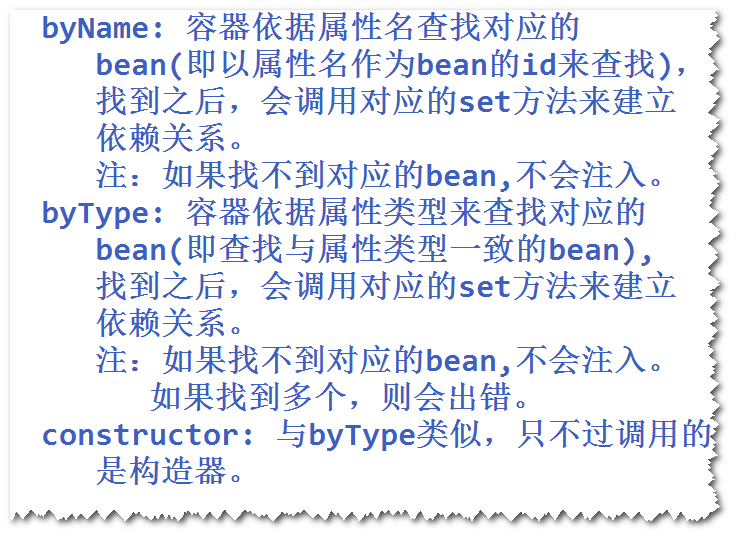 byName: 容器依据属性名查找对应的
bean(即以属性名作为bean的id来查找),
找到之后，会调用对应的set方法来建立
依赖关系。
注：如果找不到对应的bean,不会注入。
byType: 容器依据属性类型来查找对应的
bean(即查找与属性类型一致的bean),
找到之后，会调用对应的set方法来建立
依赖关系。
注：如果找不到对应的bean,不会注入。
如果找到多个，则会出错。
constructor: 与byType类似，只不过调用的
是构造器。